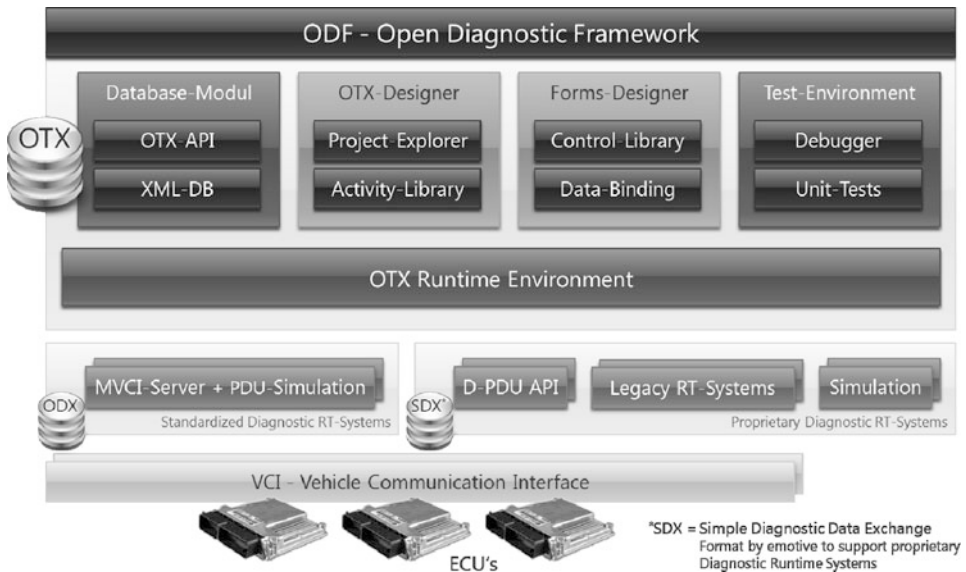 ODF - Open Diagnostic Framework
Database-Modul
OTX-Designer
Forms-Designer
Test-Environment
OTX
OTX-API
Project-Explorer
Control-Library
Debugger
XML-DB
Activity-Library
Data-Binding
Unit-Tests
OTX Runtime Environment
MVCI-Server + PDU-Simulation
D-PDU API
Legacy RT-Systems
Simulation
ODX
SDX*
Standardized Diagnostic RT-Systems
Proprietary Diagnostic RT-Systems
VCI - Vehicle Communication Interface
ECU's
*SDX = Simple Diagnostic Data Exchange
Format by emotive to support proprietary
Diagnostic Runtime Systems